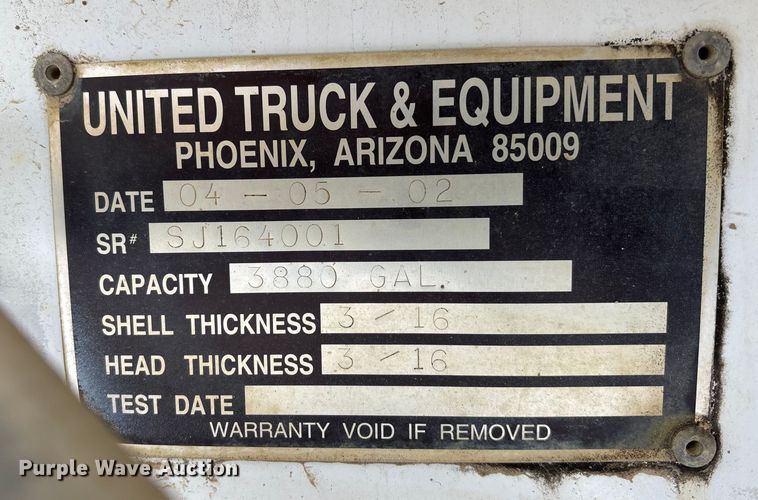 UNITED TRUCK & EQUIPMENT
PHOENIX, ARIZONA 85009
DATE 04-05-02
SR# SJ164001
CAPACITY 3880 GAL.
SHELL THICKNESS 3/16
HEAD THICKNESS 3/16
TEST DATE
WARRANTY VOID IF REMOVED
Purple Wave Auction